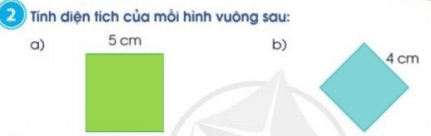 2 Tính diện tích của mỗi hình vuông sau:
a) 5 cm b) 4 cm